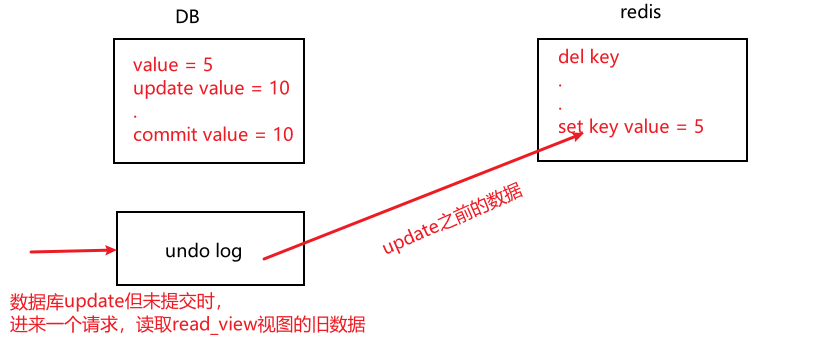 DB
value = 5
update value = 10
.
commit value = 10
redis
del key
.
.
set key value = 5
update之前的数据
undo log
数据库update但未提交时，
进来一个请求，读取read_view视图的旧数据